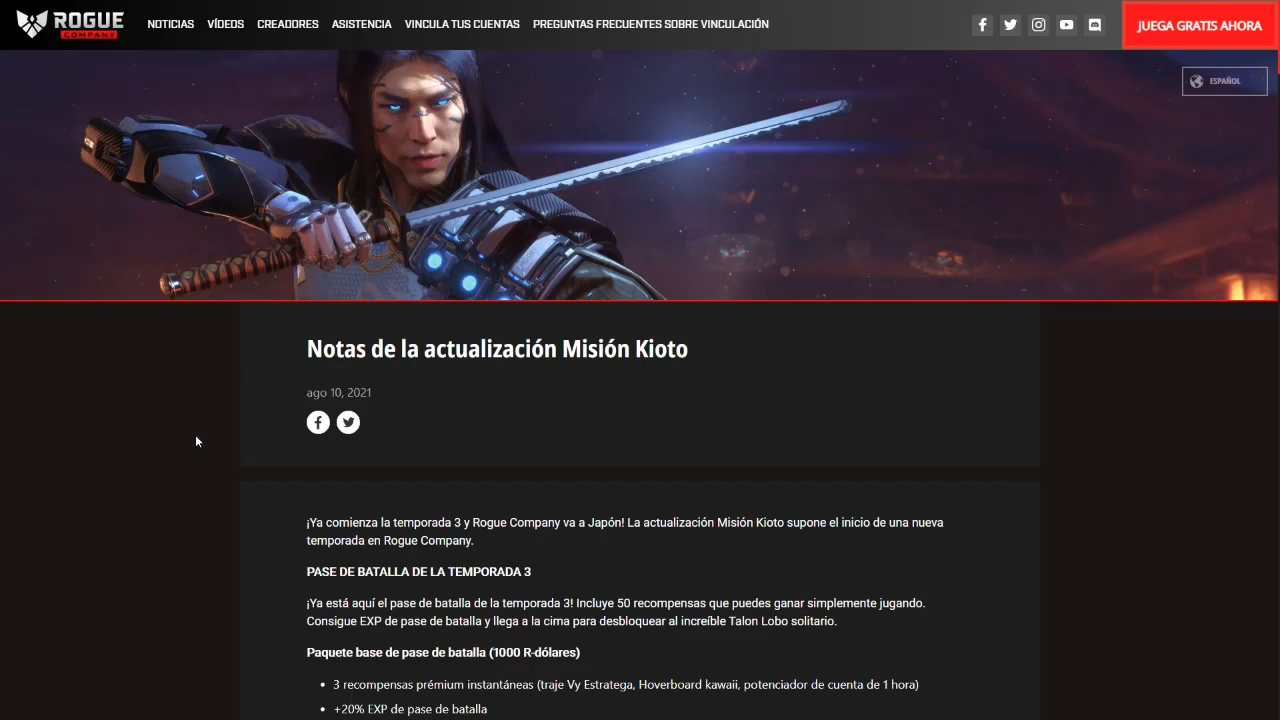 ROGUE
COMPANY
NOTICIAS VÍDEOS CREADORES ASISTENCIA VINCULA TUS CUENTAS PREGUNTAS FRECUENTES SOBRE VINCULACIÓN
JUEGA GRATIS AHORA
ESPAÑOL
Notas de la actualización Misión Kioto
ago 10, 2021
¡Ya comienza la temporada 3 y Rogue Company va a Japón! La actualización Misión Kioto supone el inicio de una nueva
temporada en Rogue Company.
PASE DE BATALLA DE LA TEMPORADA 3
¡Ya está aquí el pase de batalla de la temporada 3! Incluye 50 recompensas que puedes ganar simplemente jugando.
Consigue EXP de pase de batalla y llega a la cima para desbloquear al increíble Talon Lobo solitario.
Paquete base de pase de batalla (1000 R-dólares)
• 3 recompensas prémium instantáneas (traje Vy Estratega, Hoverboard kawaii, potenciador de cuenta de 1 hora)
• +20% EXP de pase de batalla